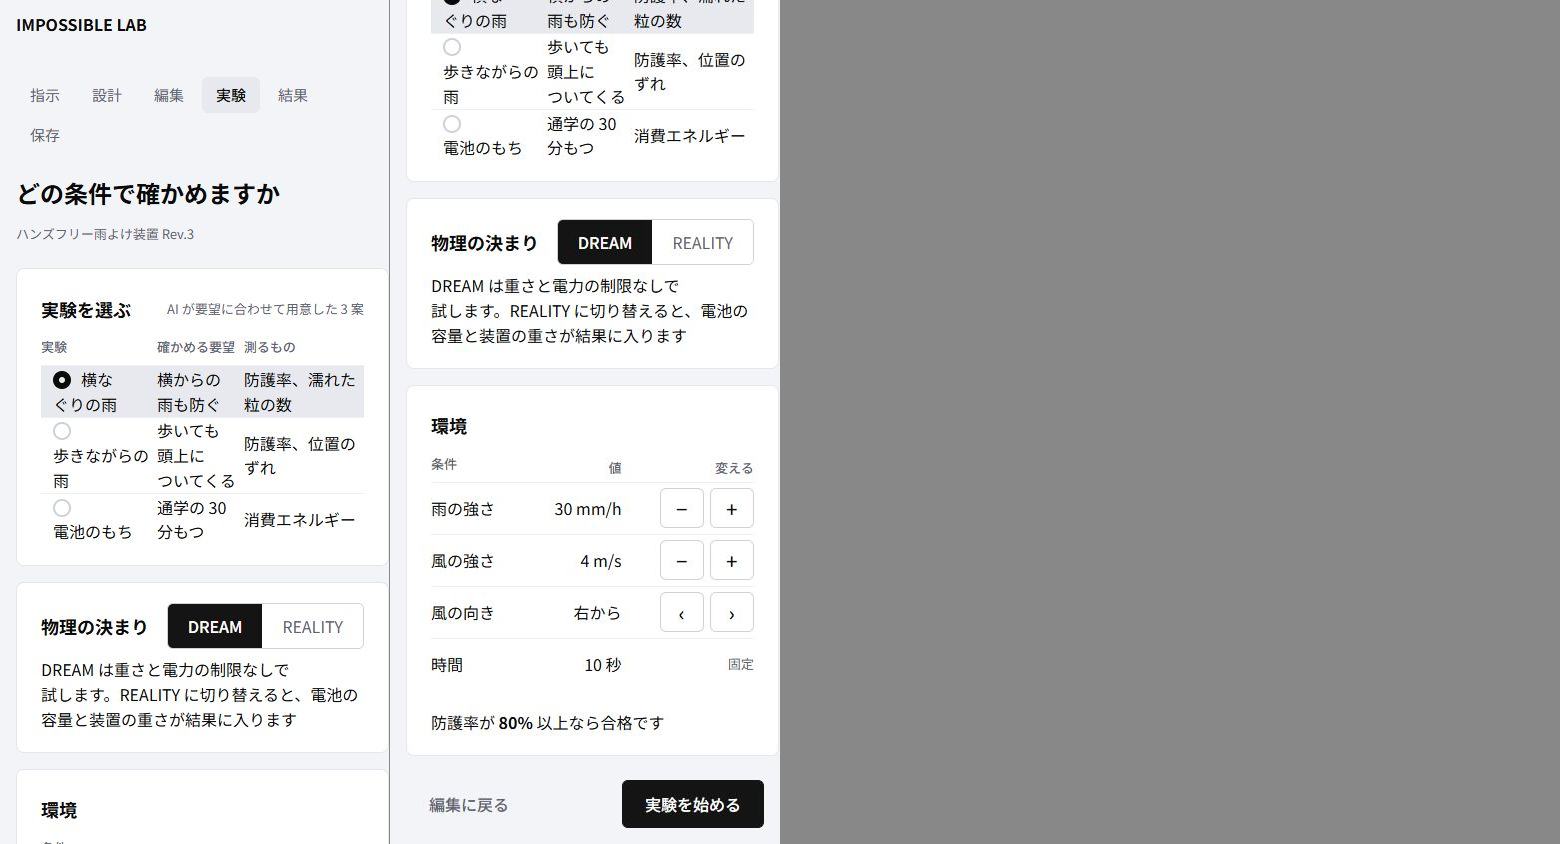 IMPOSSIBLE LAB
指示 設計 編集 実験 結果
保存
どの条件で確かめますか
ハンズフリー雨よけ装置 Rev.3
実験を選ぶ AI が要望に合わせて用意した 3 案
実験 確かめる要望 測るもの
横な 横からの 防護率、濡れた
ぐりの雨 雨も防ぐ 粒の数
歩いても
歩きながらの 頭上に 防護率、位置の
雨 ついてくる ずれ
通学の 30
電池のもち 分もつ 消費エネルギー
物理の決まり DREAM REALITY
DREAM は重さと電力の制限なしで
試します。REALITY に切り替えると、電池の
容量と装置の重さが結果に入ります
環境
ぐりの雨 雨も防ぐ 粒の数
歩いても
歩きながらの 頭上に 防護率、位置の
雨 ついてくる ずれ
通学の 30
電池のもち 分もつ 消費エネルギー
物理の決まり DREAM REALITY
DREAM は重さと電力の制限なしで
試します。REALITY に切り替えると、電池の
容量と装置の重さが結果に入ります
環境
条件 値 変える
雨の強さ 30 mm/h − +
風の強さ 4 m/s − +
風の向き 右から ‹ ›
時間 10 秒 固定
防護率が 80% 以上なら合格です
編集に戻る 実験を始める